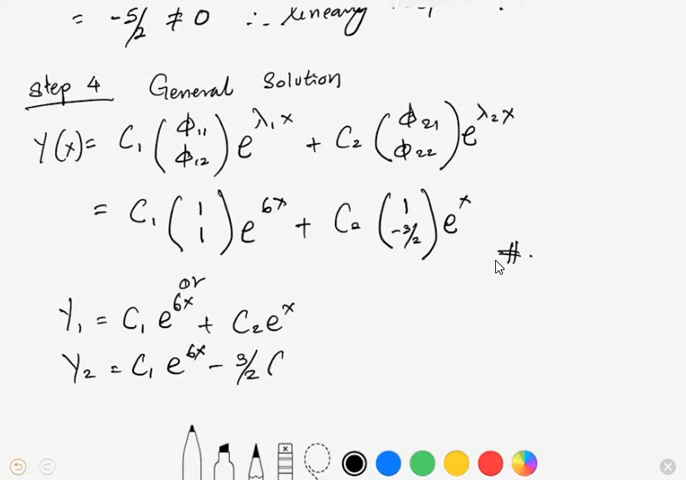 = -5/2 ≠ 0 ∴ Linearly
Step 4 General Solution
Y(x)= C₁ (Φ₁₁ Φ₁₂) e^λ₁x + C₂ (Φ₂₁ Φ₂₂) e^λ₂x
= C₁ (1 1) e^6x + C₂ (1 -3/2) e^x #.
or
Y₁ = C₁ e^6x + C₂ e^x
Y₂ = C₁ e^6x - 3/2 (